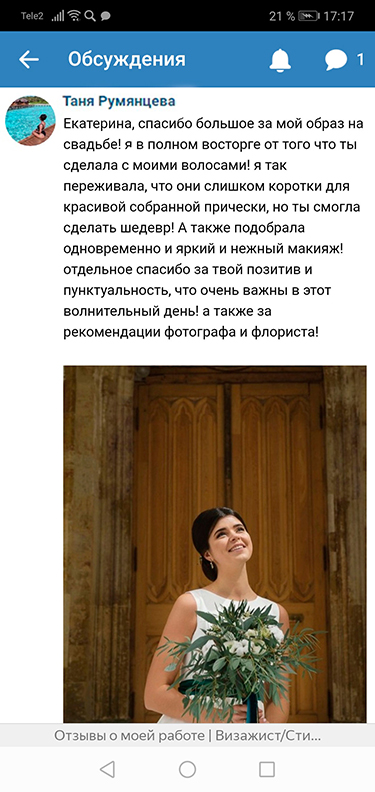 Tele2 21 % 17:17
Обсуждения 1
Таня Румянцева
Екатерина, спасибо большое за мой образ на
свадьбе! я в полном восторге от того что ты
сделала с моими волосами! я так
переживала, что они слишком коротки для
красивой собранной прически, но ты смогла
сделать шедевр! А также подобрала
одновременно и яркий и нежный макияж!
отдельное спасибо за твой позитив и
пунктуальность, что очень важны в этот
волнительный день! а также за
рекомендации фотографа и флориста!
Отзывы о моей работе | Визажист/Сти...